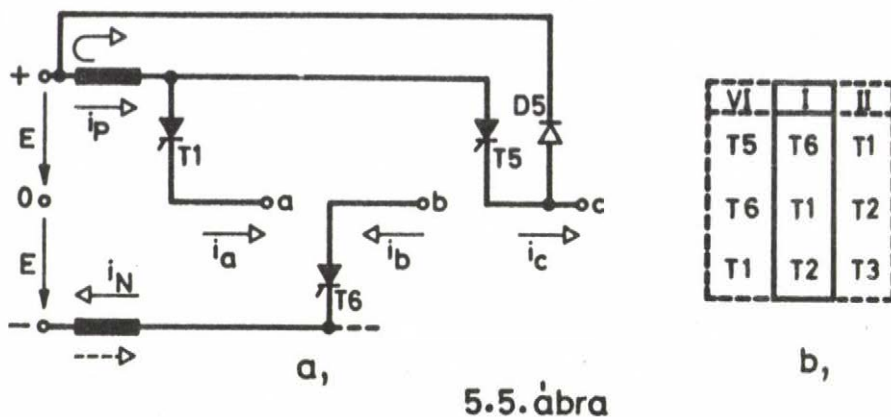 +
i_P
E
T1
T5
D5
0
a
b
c
i_a
i_b
i_c
E
i_N
T6
-
a,
VI I II
T5 T6 T1
T6 T1 T2
T1 T2 T3
b,
5.5. ábra